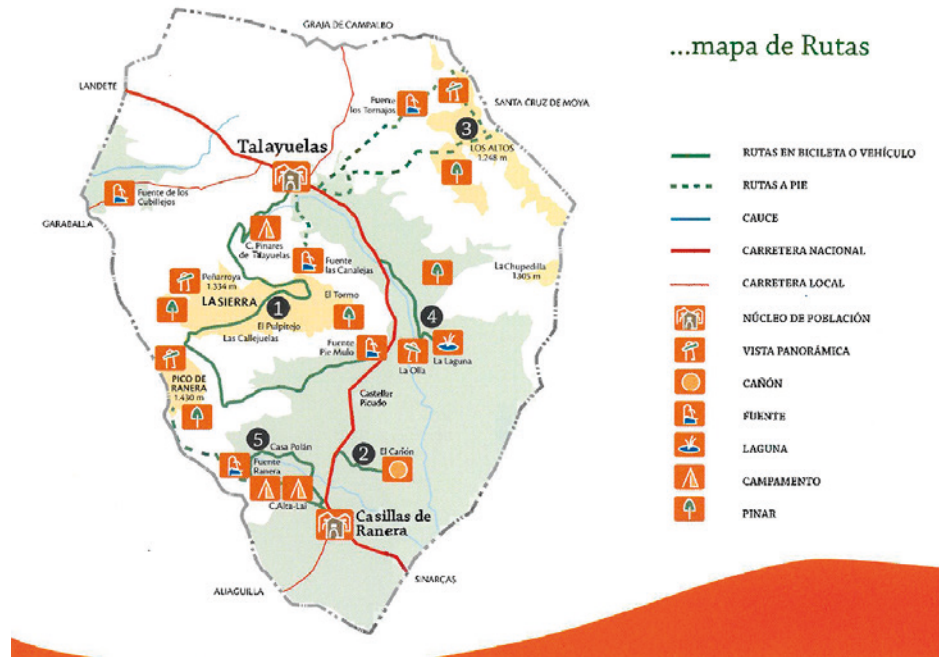 ...mapa de Rutas
GRAJA DE CAMPALBO
LANDETE
SANTA CRUZ DE MOYA
Fuente
los Tornajos
3
LOS ALTOS
1.248 m
Talayuelas
Fuente de los
Cubillejos
GARABALLA
C. Pinares
de Talayuelas
Fuente
las Canalejas
La Chupedilla
1.305 m
Peñarroya
1.334 m
LA SIERRA
1
El Tormo
El Pulpitejo
Las Callejuelas
4
Fuente
Pie Mulo
La Olla
La Laguna
PICO DE
RANERA
1.430 m
Castellar
Picudo
5
Casa Polán
2
El Cañón
Fuente
Ranera
C.Alta-Lai
Casillas de
Ranera
ALIAGUILLA
SINARCAS
RUTAS EN BICILETA O VEHÍCULO
RUTAS A PIE
CAUCE
CARRETERA NACIONAL
CARRETERA LOCAL
NÚCLEO DE POBLACIÓN
VISTA PANORÁMICA
CAÑÓN
FUENTE
LAGUNA
CAMPAMENTO
PINAR